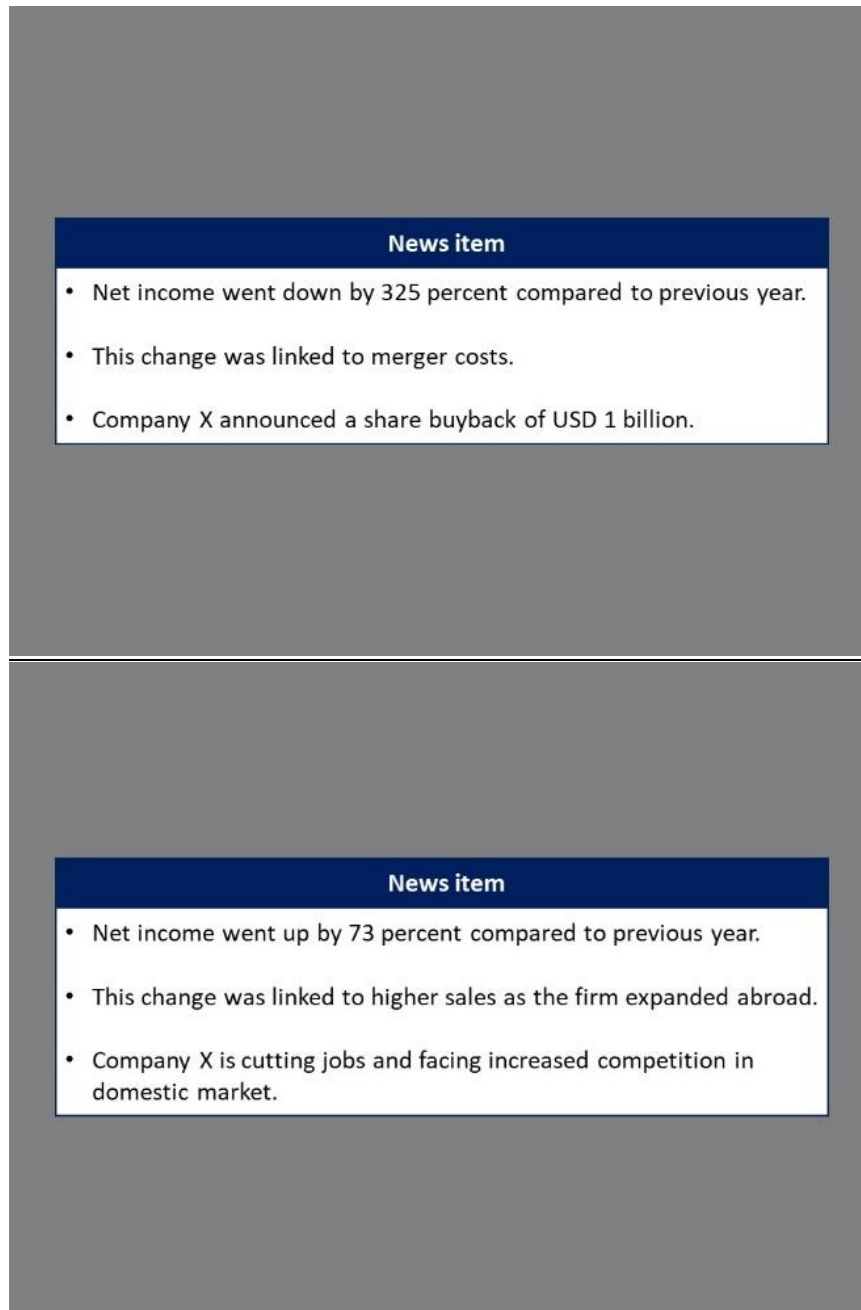 News item
• Net income went down by 325 percent compared to previous year.
• This change was linked to merger costs.
• Company X announced a share buyback of USD 1 billion.
News item
• Net income went up by 73 percent compared to previous year.
• This change was linked to higher sales as the firm expanded abroad.
• Company X is cutting jobs and facing increased competition in
domestic market.